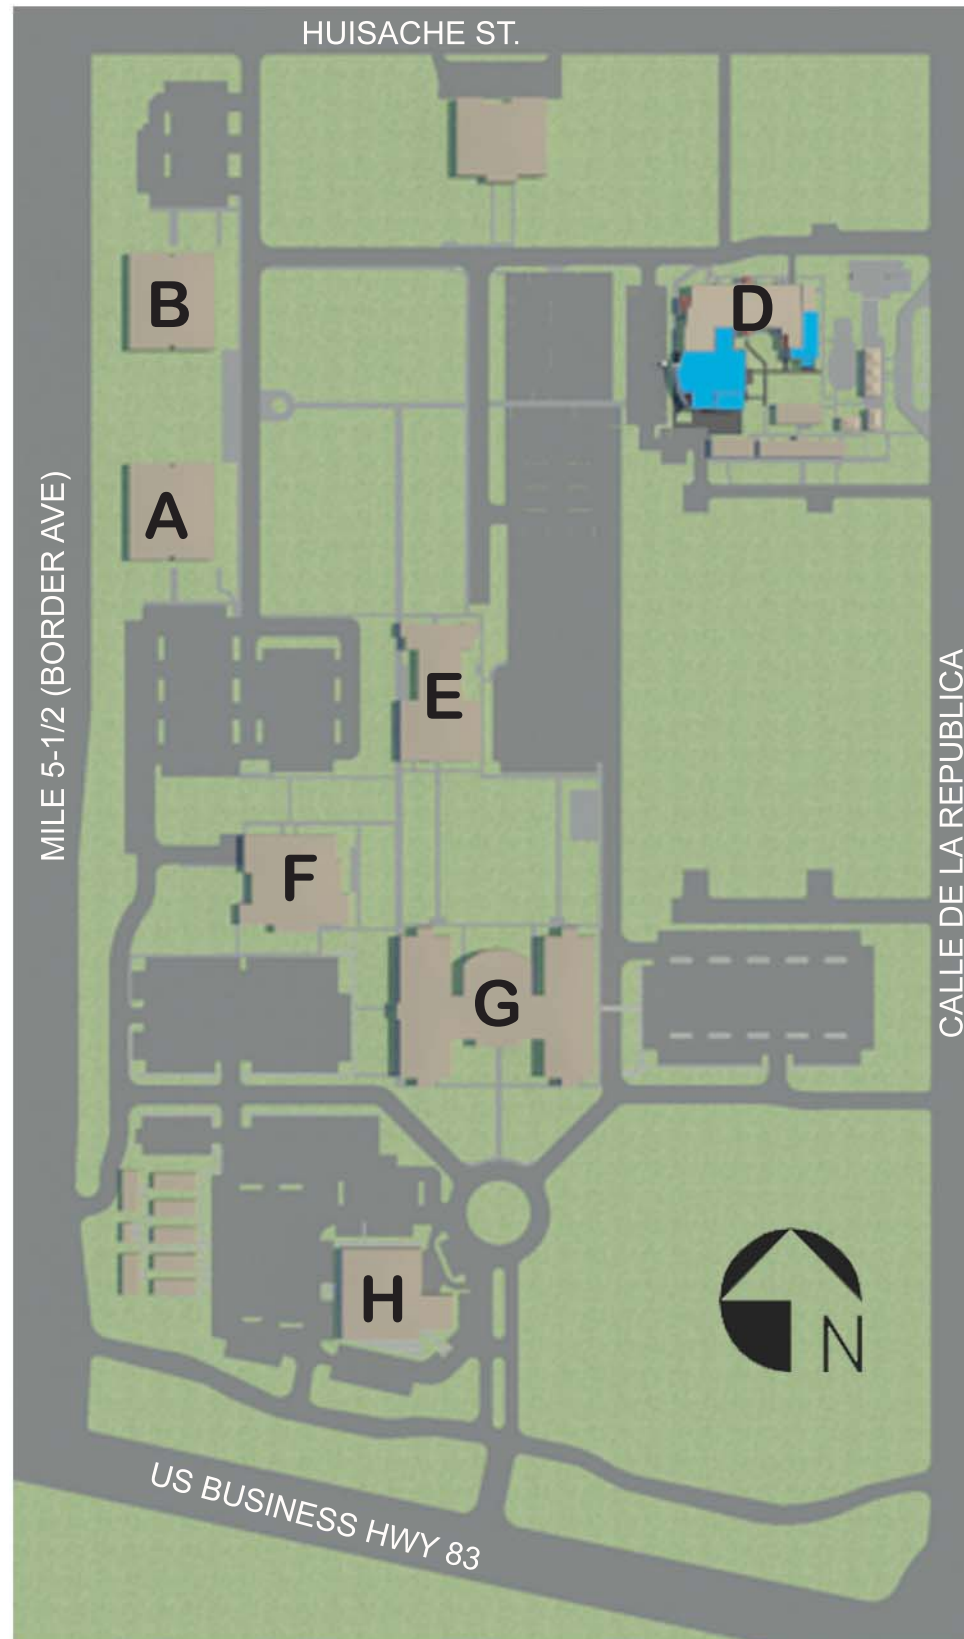 HUISACHE ST.
B
D
A
MILE 5-1/2 (BORDER AVE)
E
CALLE DE LA REPUBLICA
F
G
H
N
US BUSINESS HWY 83